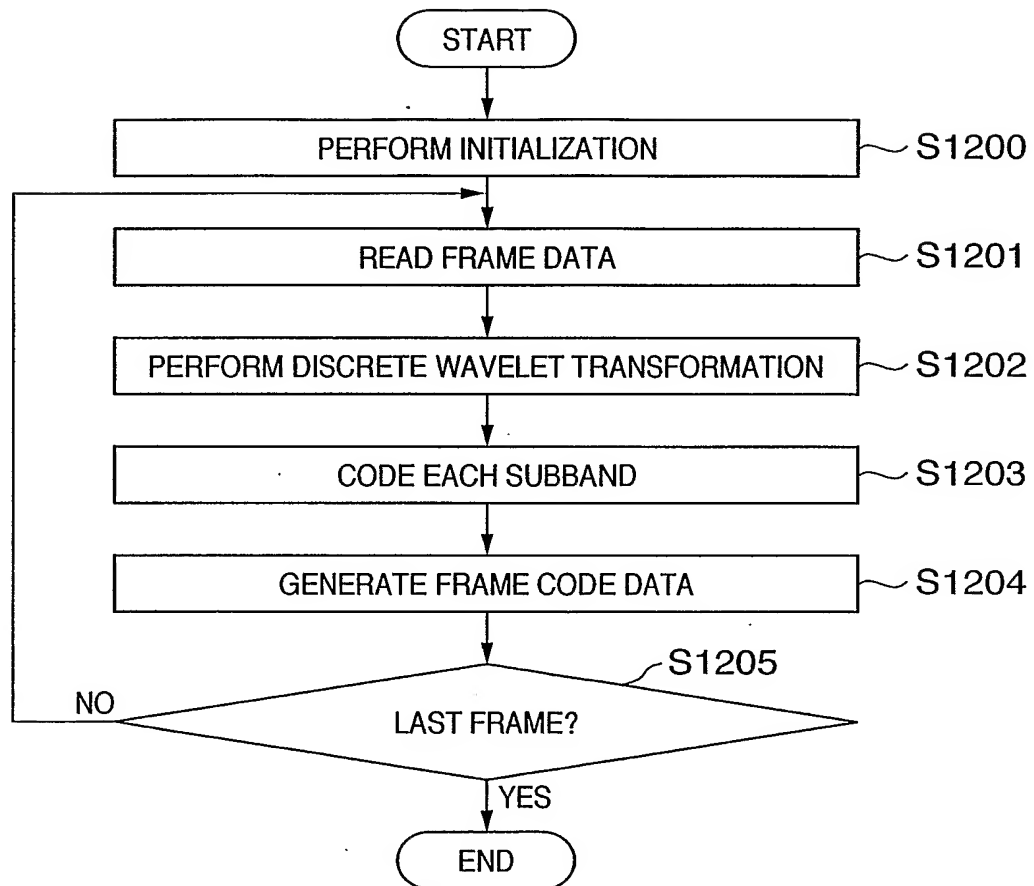 START
PERFORM INITIALIZATION
S1200
READ FRAME DATA
S1201
PERFORM DISCRETE WAVELET TRANSFORMATION
S1202
CODE EACH SUBBAND
S1203
GENERATE FRAME CODE DATA
S1204
S1205
NO
LAST FRAME?
YES
END